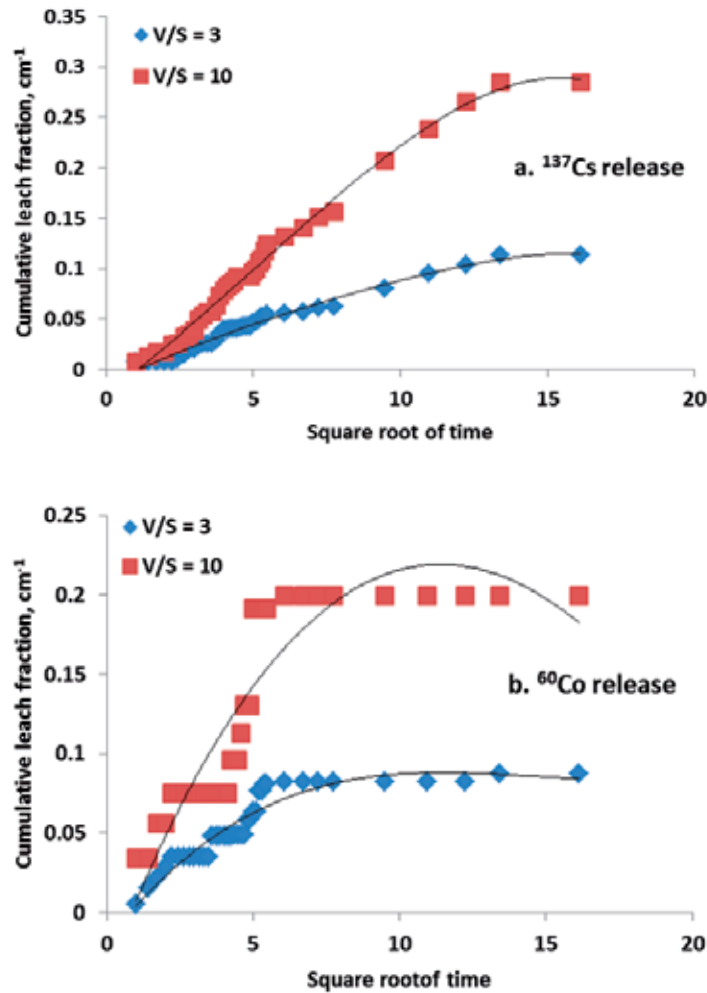 V/S = 3
V/S = 10
0.35
0.3
0.25
0.2
0.15
0.1
0.05
0
Cumulative leach fraction, cm⁻¹
a. ¹³⁷Cs release
0 5 10 15 20
Square root of time
V/S = 3
V/S = 10
0.25
0.2
0.15
0.1
0.05
0
Cumulative leach fraction, cm⁻¹
b. ⁶⁰Co release
0 5 10 15 20
Square rootof time